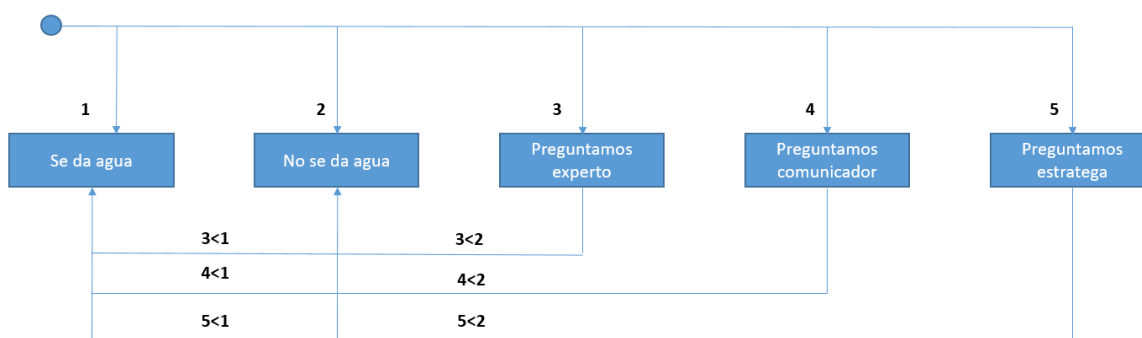 1
2
3
4
5
Se da agua
No se da agua
Preguntamos
experto
Preguntamos
comunicador
Preguntamos
estratega
3<1
3<2
4<1
4<2
5<1
5<2